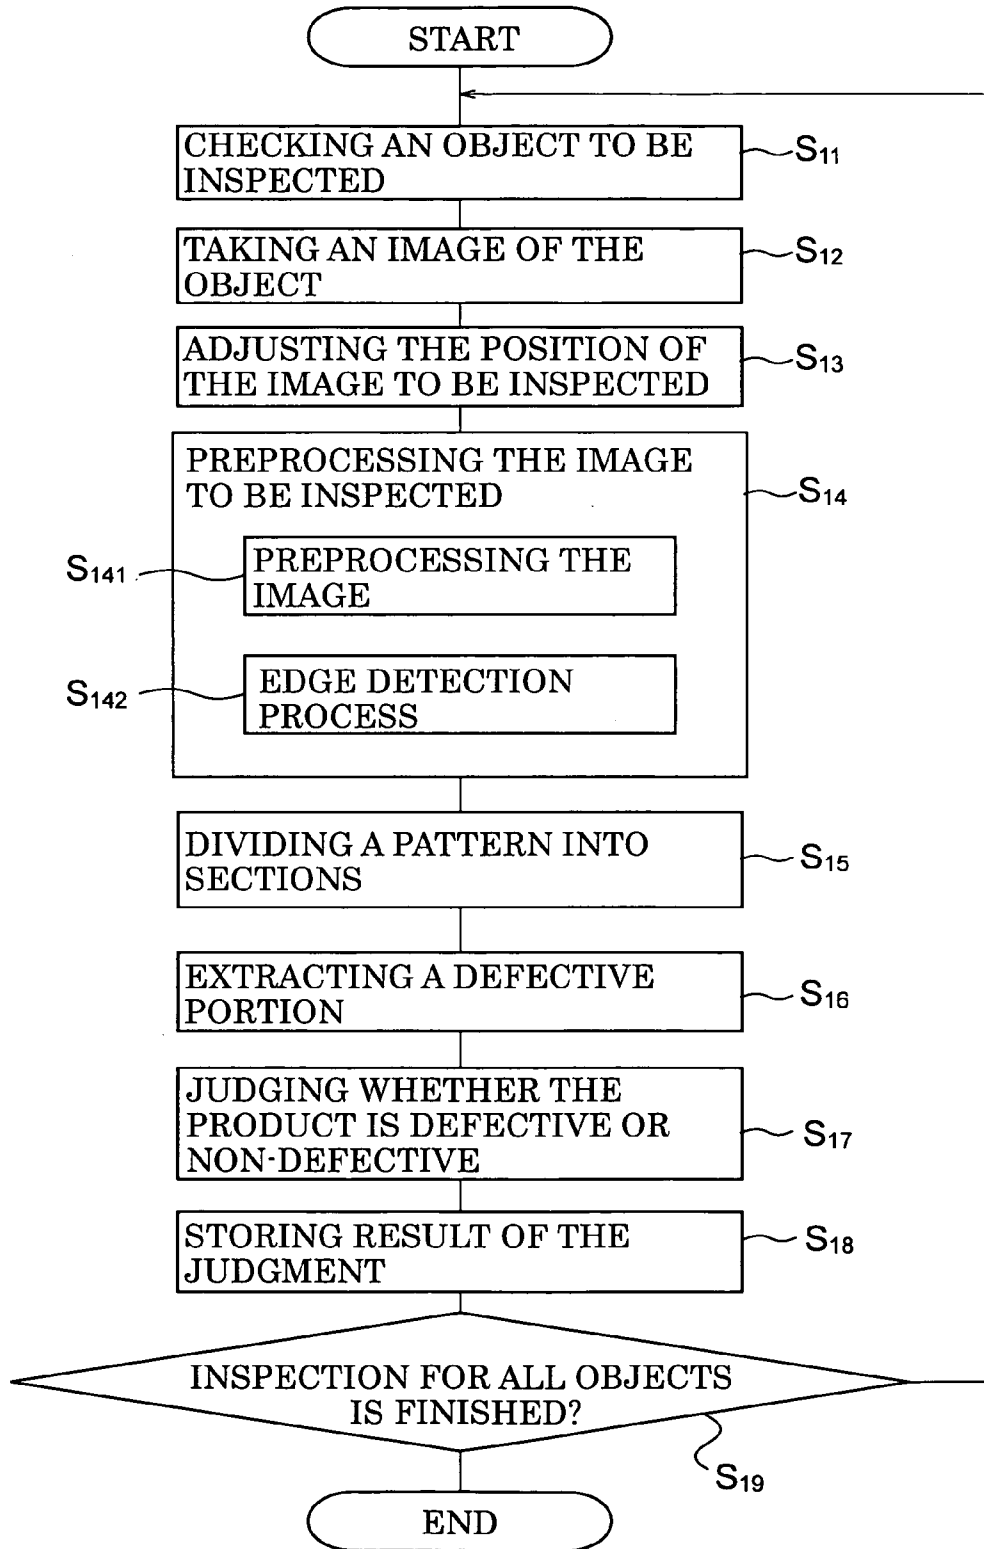 START
CHECKING AN OBJECT TO BE
INSPECTED
S11
TAKING AN IMAGE OF THE
OBJECT
S12
ADJUSTING THE POSITION OF
THE IMAGE TO BE INSPECTED
S13
PREPROCESSING THE IMAGE
TO BE INSPECTED
S14
S141
PREPROCESSING THE
IMAGE
S142
EDGE DETECTION
PROCESS
DIVIDING A PATTERN INTO
SECTIONS
S15
EXTRACTING A DEFECTIVE
PORTION
S16
JUDGING WHETHER THE
PRODUCT IS DEFECTIVE OR
NON-DEFECTIVE
S17
STORING RESULT OF THE
JUDGMENT
S18
INSPECTION FOR ALL OBJECTS
IS FINISHED?
S19
END